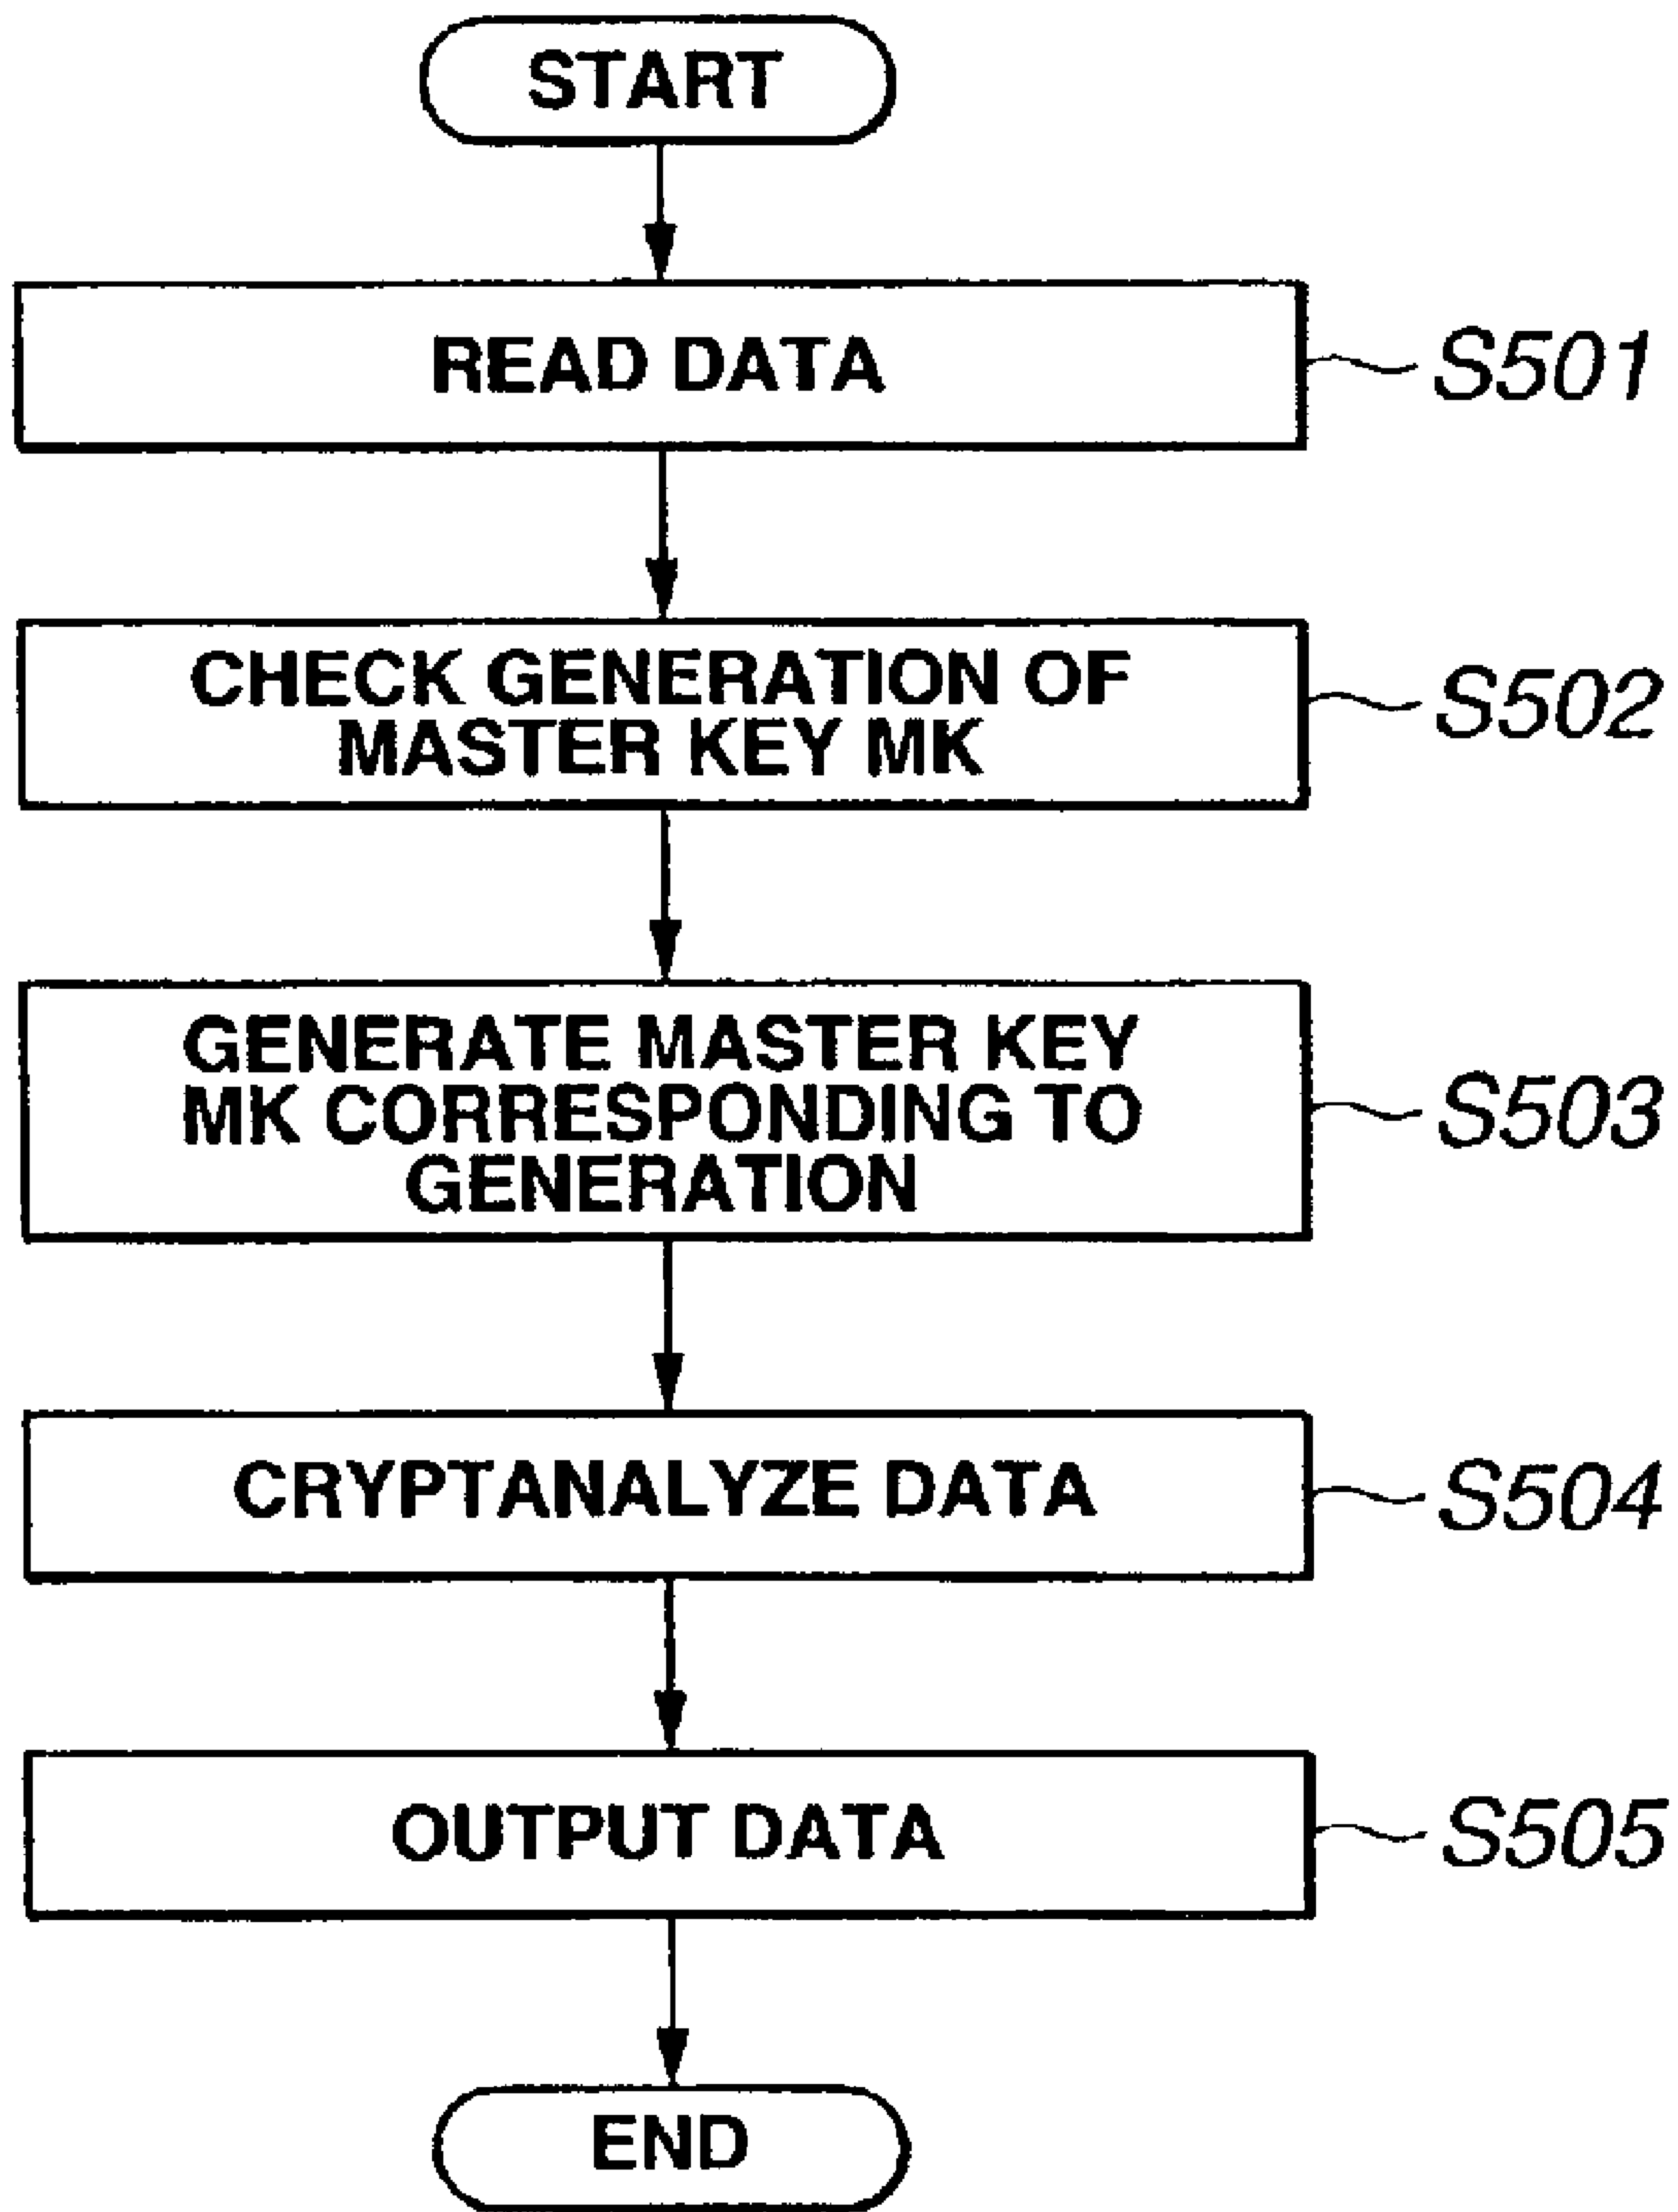 START
READ DATA
S501
CHECK GENERATION OF
MASTER KEY MK
S502
GENERATE MASTER KEY
MK CORRESPONDING TO
GENERATION
S503
CRYPTANALYZE DATA
S504
OUTPUT DATA
S505
END